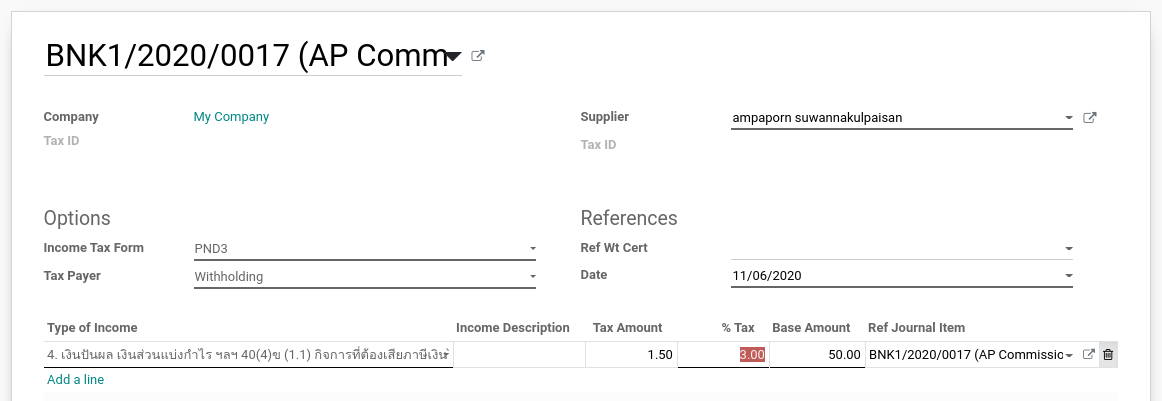 BNK1/2020/0017 (AP Comm
Company My Company Supplier ampaporn suwannakulpaisan
Tax ID Tax ID
Options References
Income Tax Form PND3 Ref Wt Cert
Tax Payer Withholding Date 11/06/2020
Type of Income Income Description Tax Amount % Tax Base Amount Ref Journal Item
4. เงินปันผล เงินส่วนแบ่งกำไร ฯลฯ 40(4)ข (1.1) กิจการที่ต้องเสียภาษีเงิน 1.50 3.00 50.00 BNK1/2020/0017 (AP Commissio
Add a line